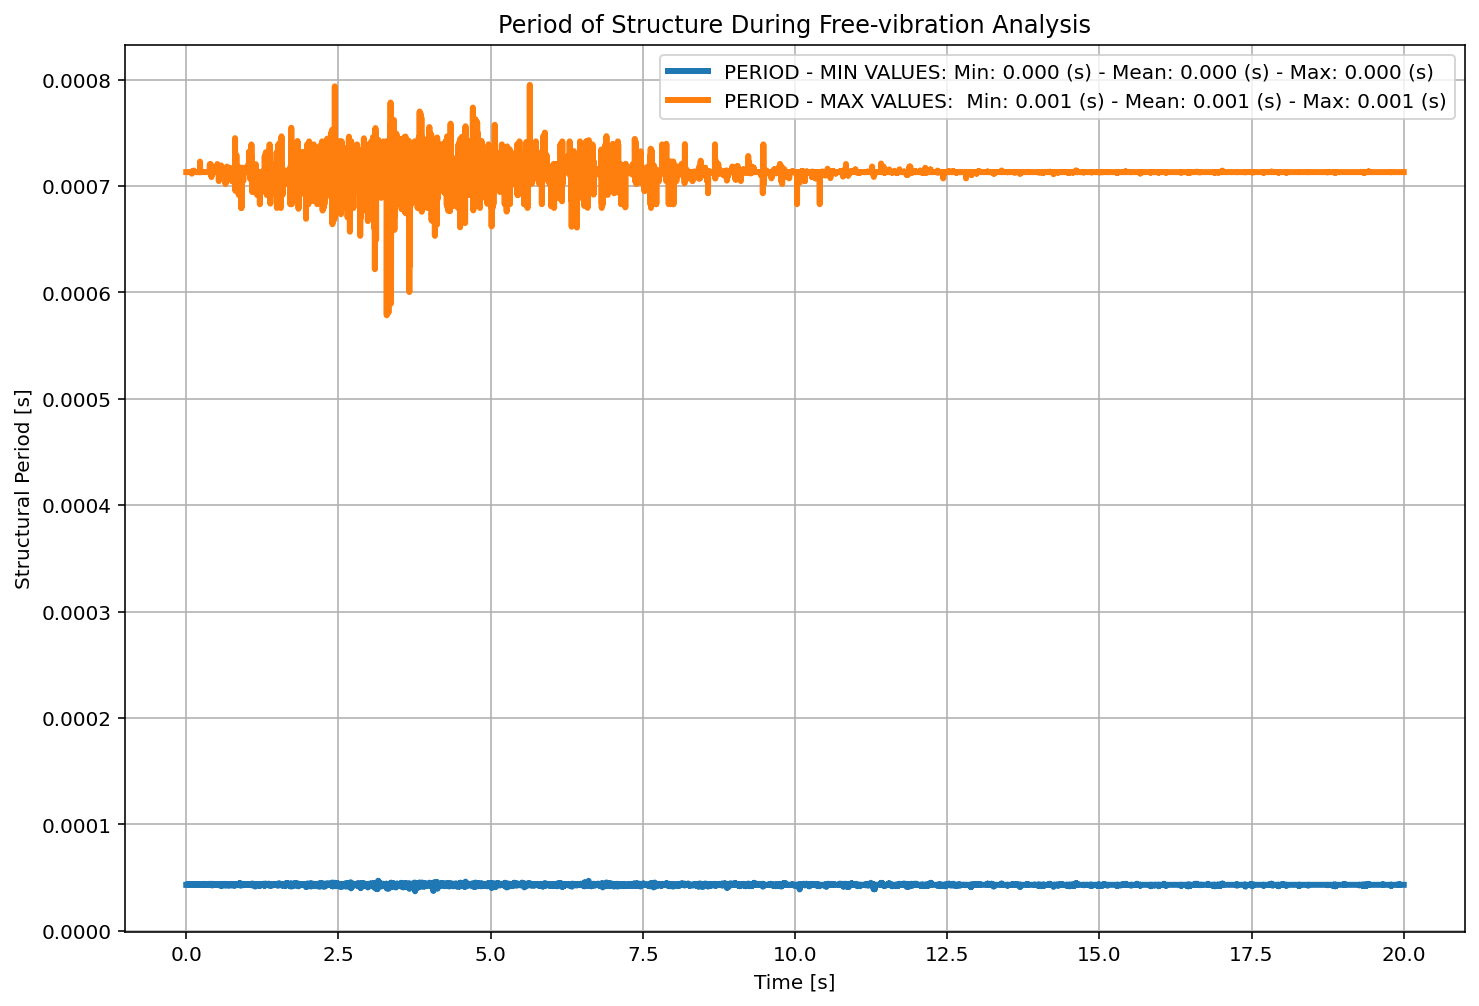 Period of Structure During Free-vibration Analysis
PERIOD - MIN VALUES: Min: 0.000 (s) - Mean: 0.000 (s) - Max: 0.000 (s)
PERIOD - MAX VALUES:  Min: 0.001 (s) - Mean: 0.001 (s) - Max: 0.001 (s)
Structural Period [s]
0.0008
0.0007
0.0006
0.0005
0.0004
0.0003
0.0002
0.0001
0.0000
0.0 2.5 5.0 7.5 10.0 12.5 15.0 17.5 20.0
Time [s]